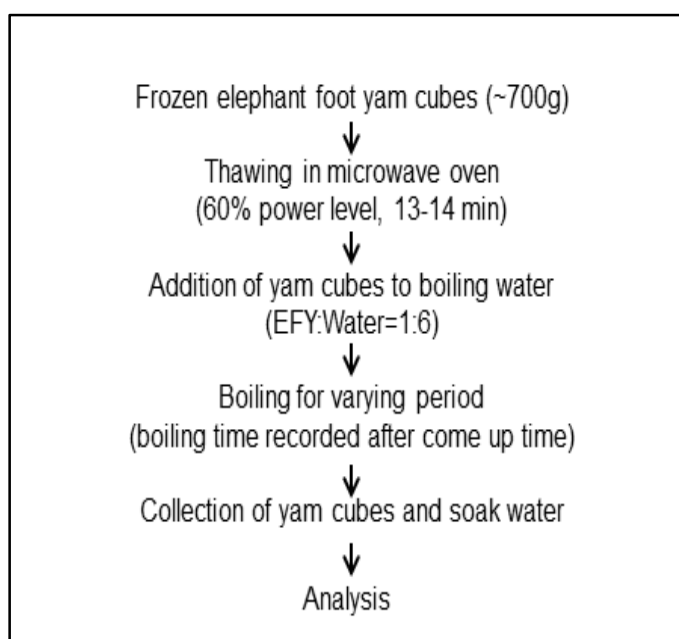 Frozen elephant foot yam cubes (~700g)
Thawing in microwave oven
(60% power level, 13-14 min)
Addition of yam cubes to boiling water
(EFY:Water=1:6)
Boiling for varying period
(boiling time recorded after come up time)
Collection of yam cubes and soak water
Analysis